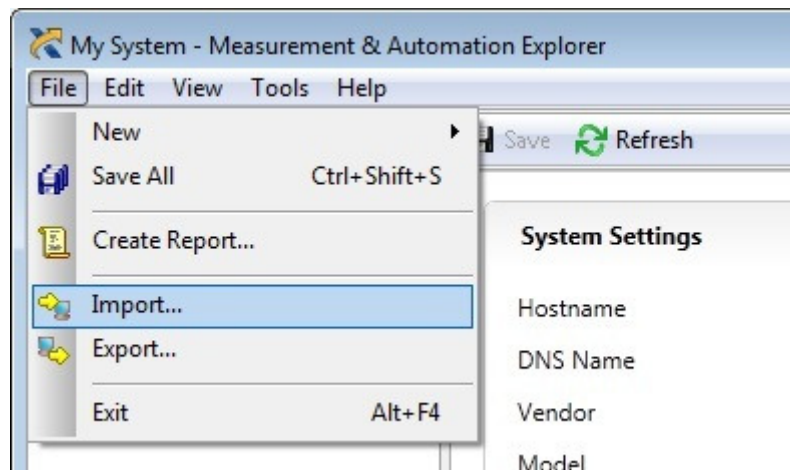 My System - Measurement & Automation Explorer
File Edit View Tools Help
New
Save Refresh
Save All Ctrl+Shift+S
Create Report...
System Settings
Import...
Hostname
Export...
DNS Name
Exit Alt+F4
Vendor
Model